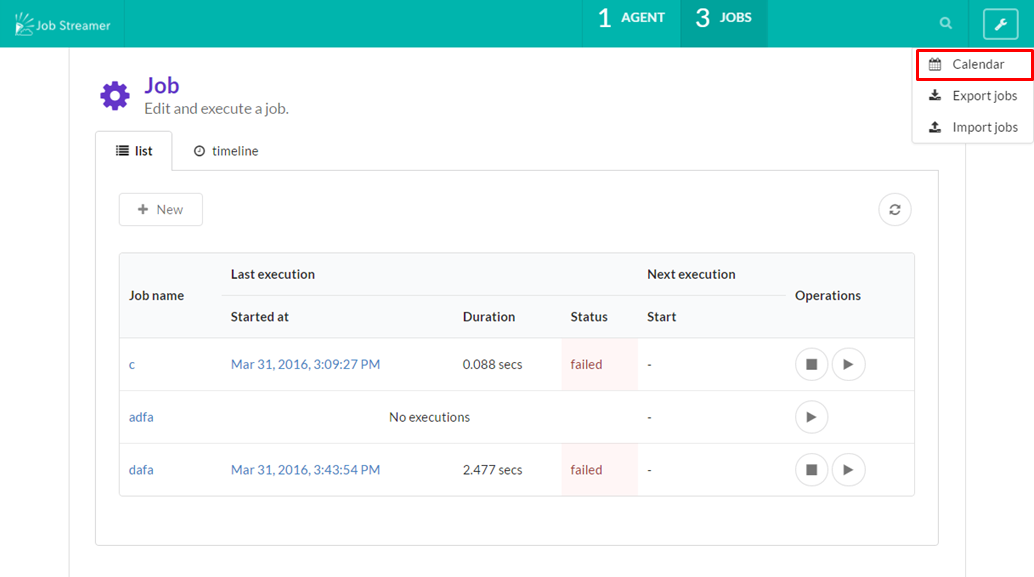 Job Streamer
1 AGENT
3 JOBS
Calendar
Export jobs
Import jobs
Job
Edit and execute a job.
list
timeline
New
Job name
Last execution
Next execution
Operations
Started at
Duration
Status
Start
c
Mar 31, 2016, 3:09:27 PM
0.088 secs
failed
-
adfa
No executions
-
dafa
Mar 31, 2016, 3:43:54 PM
2.477 secs
failed
-